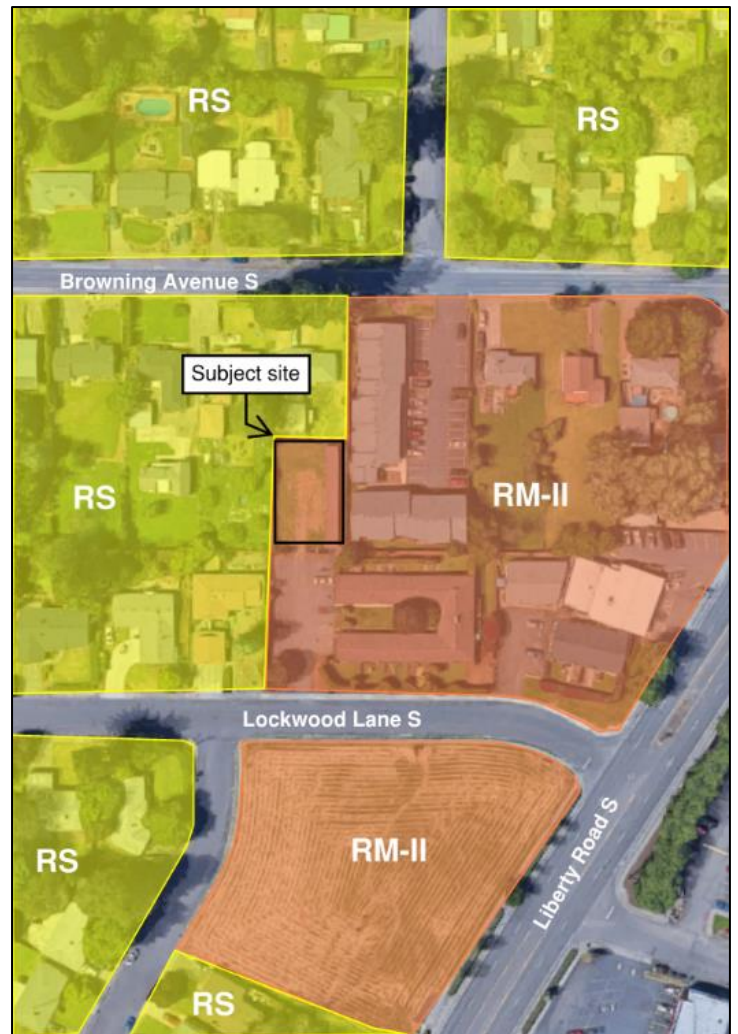 RS
RS
Browning Avenue S
Subject site
RS
RM-II
Lockwood Lane S
RS
RM-II
Liberty Road S
RS